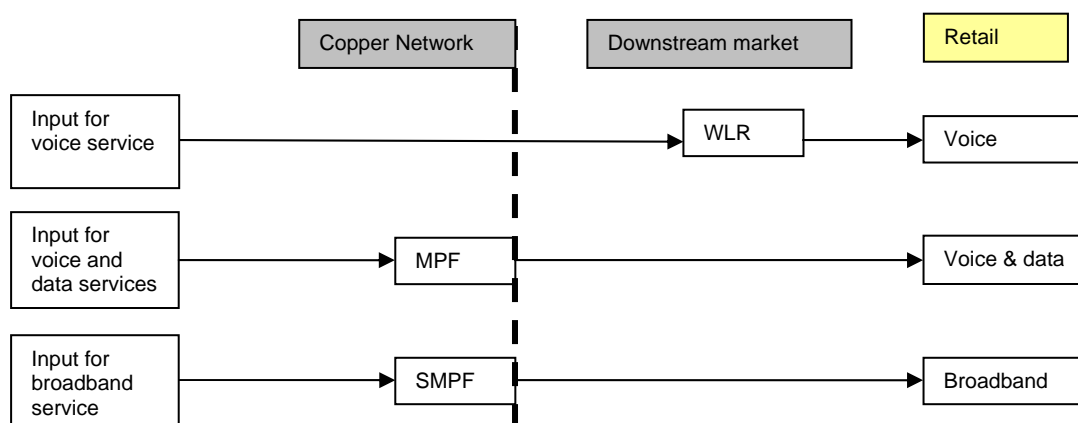 Copper Network
Downstream market
Retail
Input for
voice service
WLR
Voice
Input for
voice and
data services
MPF
Voice & data
Input for
broadband
service
SMPF
Broadband